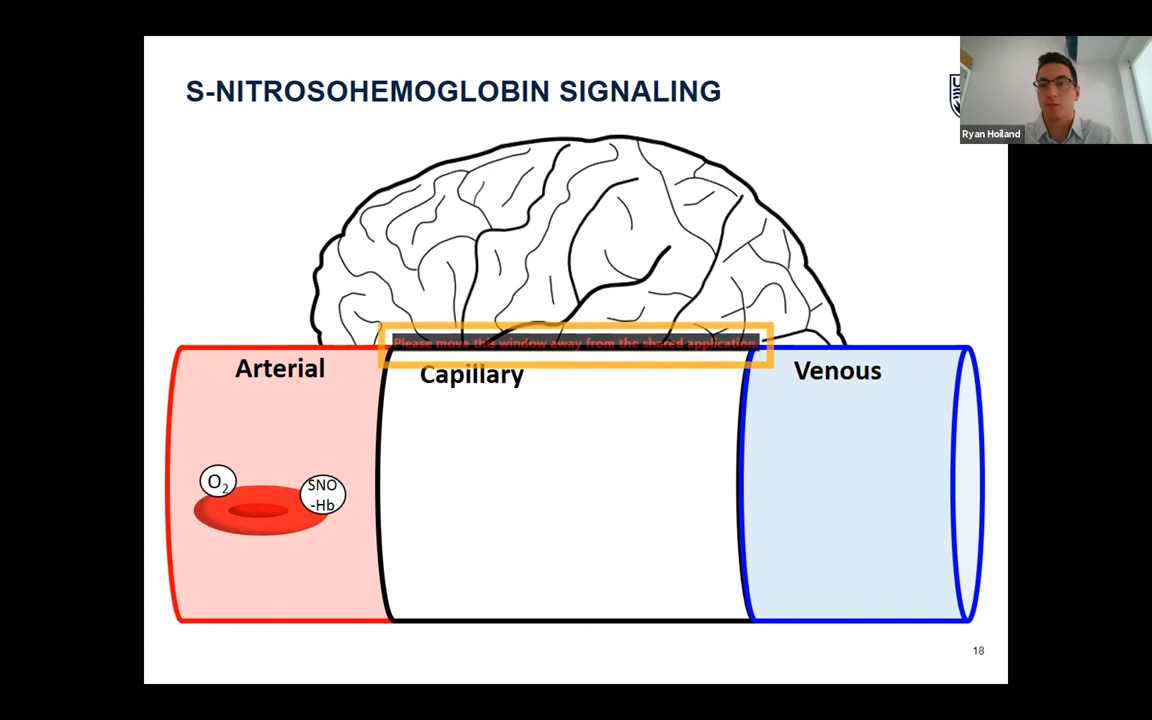 S-NITROSOHEMOGLOBIN SIGNALING
Ryan Hoiland
Please move this window away from the shared application.
Arterial
Capillary
Venous
O2
SNO
-Hb
18